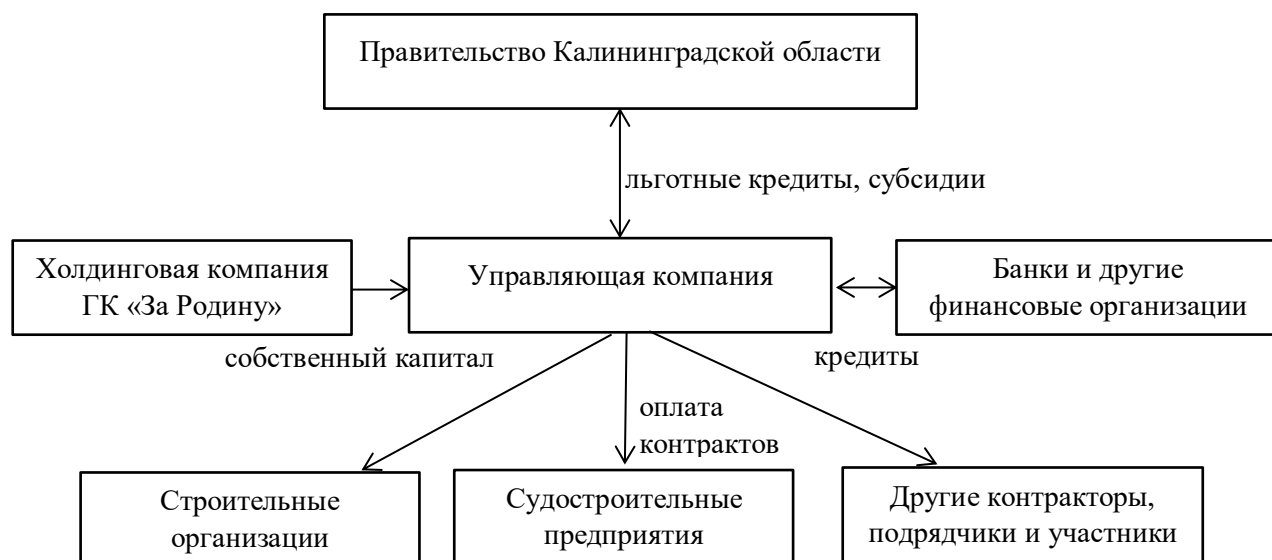 Правительство Калининградской области
льготные кредиты, субсидии
Холдинговая компания
ГК «За Родину»
Управляющая компания
Банки и другие
финансовые организации
собственный капитал
кредиты
оплата
контрактов
Строительные
организации
Судостроительные
предприятия
Другие контракторы,
подрядчики и участники